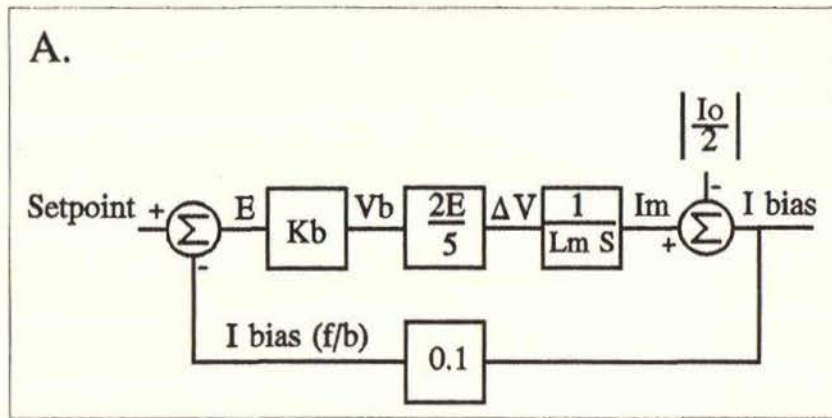 A.
|Io/2|
Setpoint + Σ - E Kb Vb 2E/5 ΔV 1/Lm S Im + Σ - I bias
I bias (f/b) 0.1